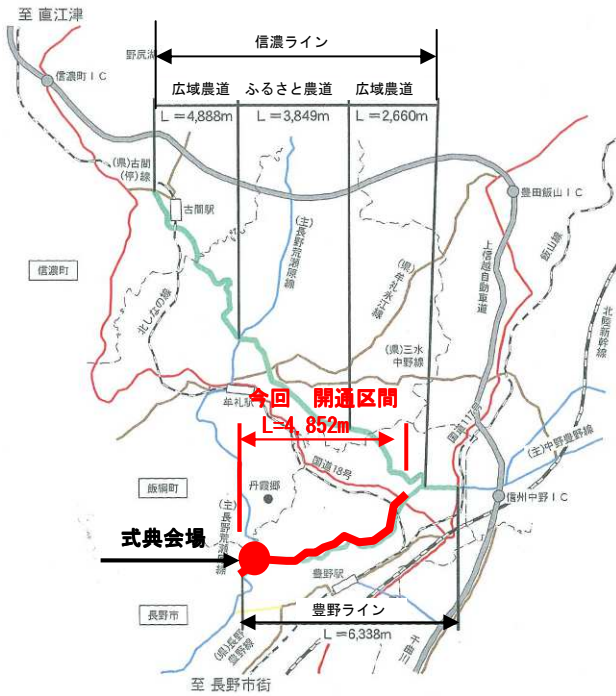 至 直江津
信濃ライン
野尻湖
信濃町ＩＣ
広域農道
ふるさと農道
広域農道
L＝4,888m
L＝3,849m
L＝2,660m
(県)古間
(停)線
古間駅
豊田飯山ＩＣ
(主)長野荒瀬原線
飯山線
信濃町
(県)牟礼永江線
上信越自動車道
北陸新幹線
北しなの線
(県)三水
中野線
牟礼駅
今回　開通区間
L=4,852m
国道117号
(主)中野豊野線
国道18号
飯綱町
丹霞郷
信州中野ＩＣ
(主)長野荒瀬原線
式典会場
豊野駅
長野市
豊野ライン
(県)長野
豊野線
L＝6,338m
千曲川
至 長野市街